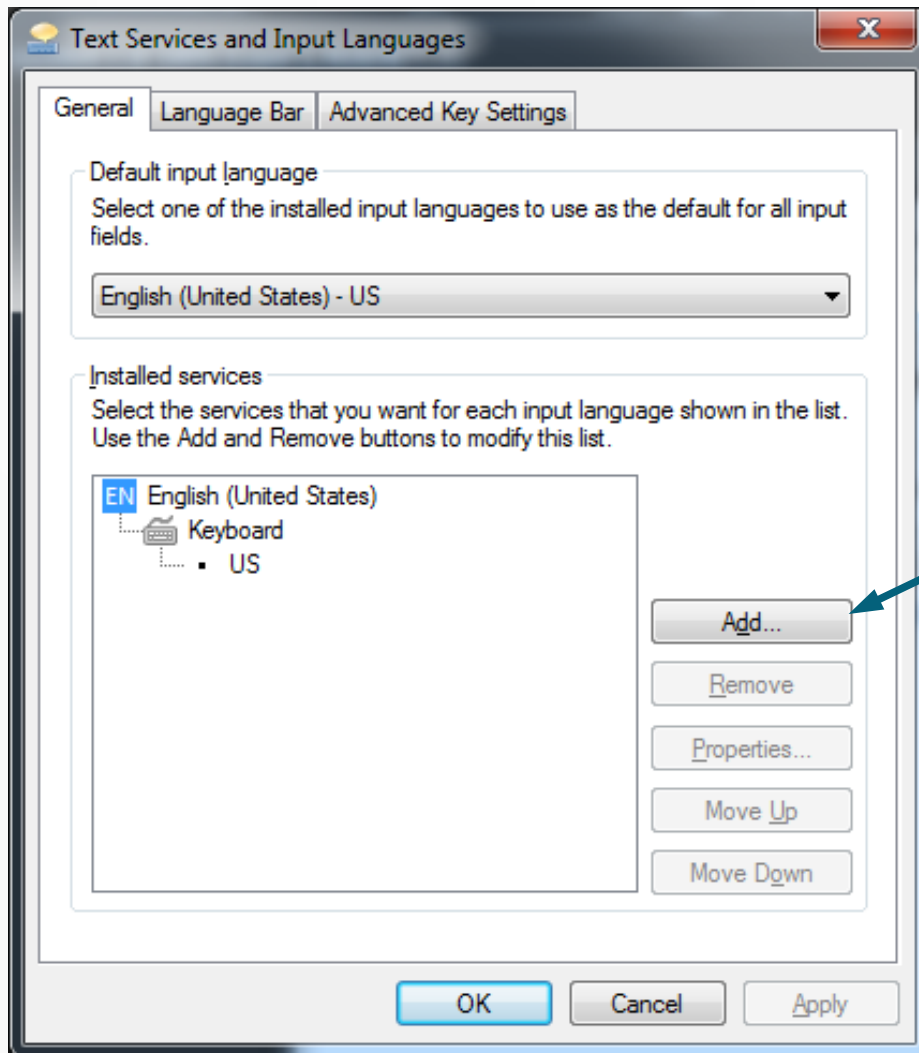 Text Services and Input Languages
General
Language Bar
Advanced Key Settings
Default input language
Select one of the installed input languages to use as the default for all input
fields.
English (United States) - US
Installed services
Select the services that you want for each input language shown in the list.
Use the Add and Remove buttons to modify this list.
EN English (United States)
Keyboard
US
Add...
Remove
Properties...
Move Up
Move Down
OK
Cancel
Apply